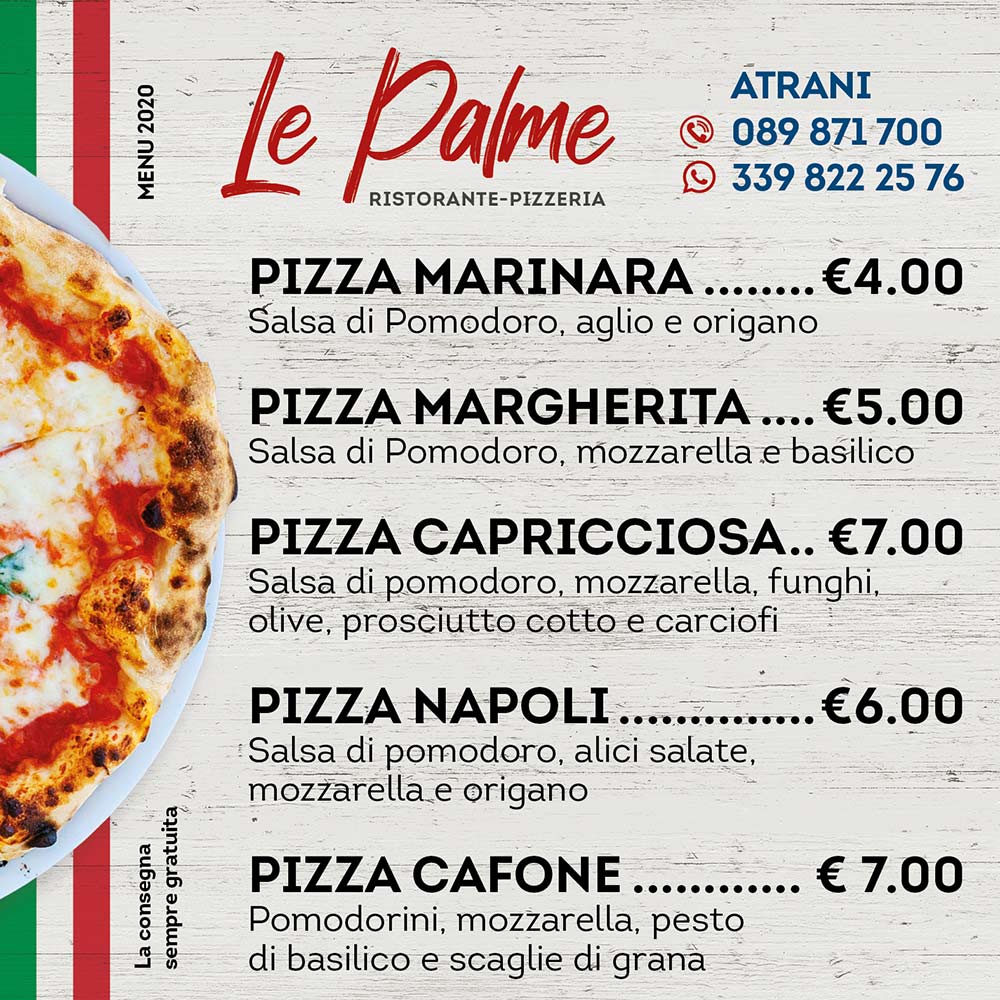 MENU 2020
Le Palme
RISTORANTE-PIZZERIA
ATRANI
089 871 700
339 822 25 76
PIZZA MARINARA ........ €4.00
Salsa di Pomodoro, aglio e origano
PIZZA MARGHERITA .... €5.00
Salsa di Pomodoro, mozzarella e basilico
PIZZA CAPRICCIOSA.. €7.00
Salsa di pomodoro, mozzarella, funghi,
olive, prosciutto cotto e carciofi
PIZZA NAPOLI .............. €6.00
Salsa di pomodoro, alici salate,
mozzarella e origano
PIZZA CAFONE ............ € 7.00
Pomodorini, mozzarella, pesto
di basilico e scaglie di grana
La consegna
sempre gratuita